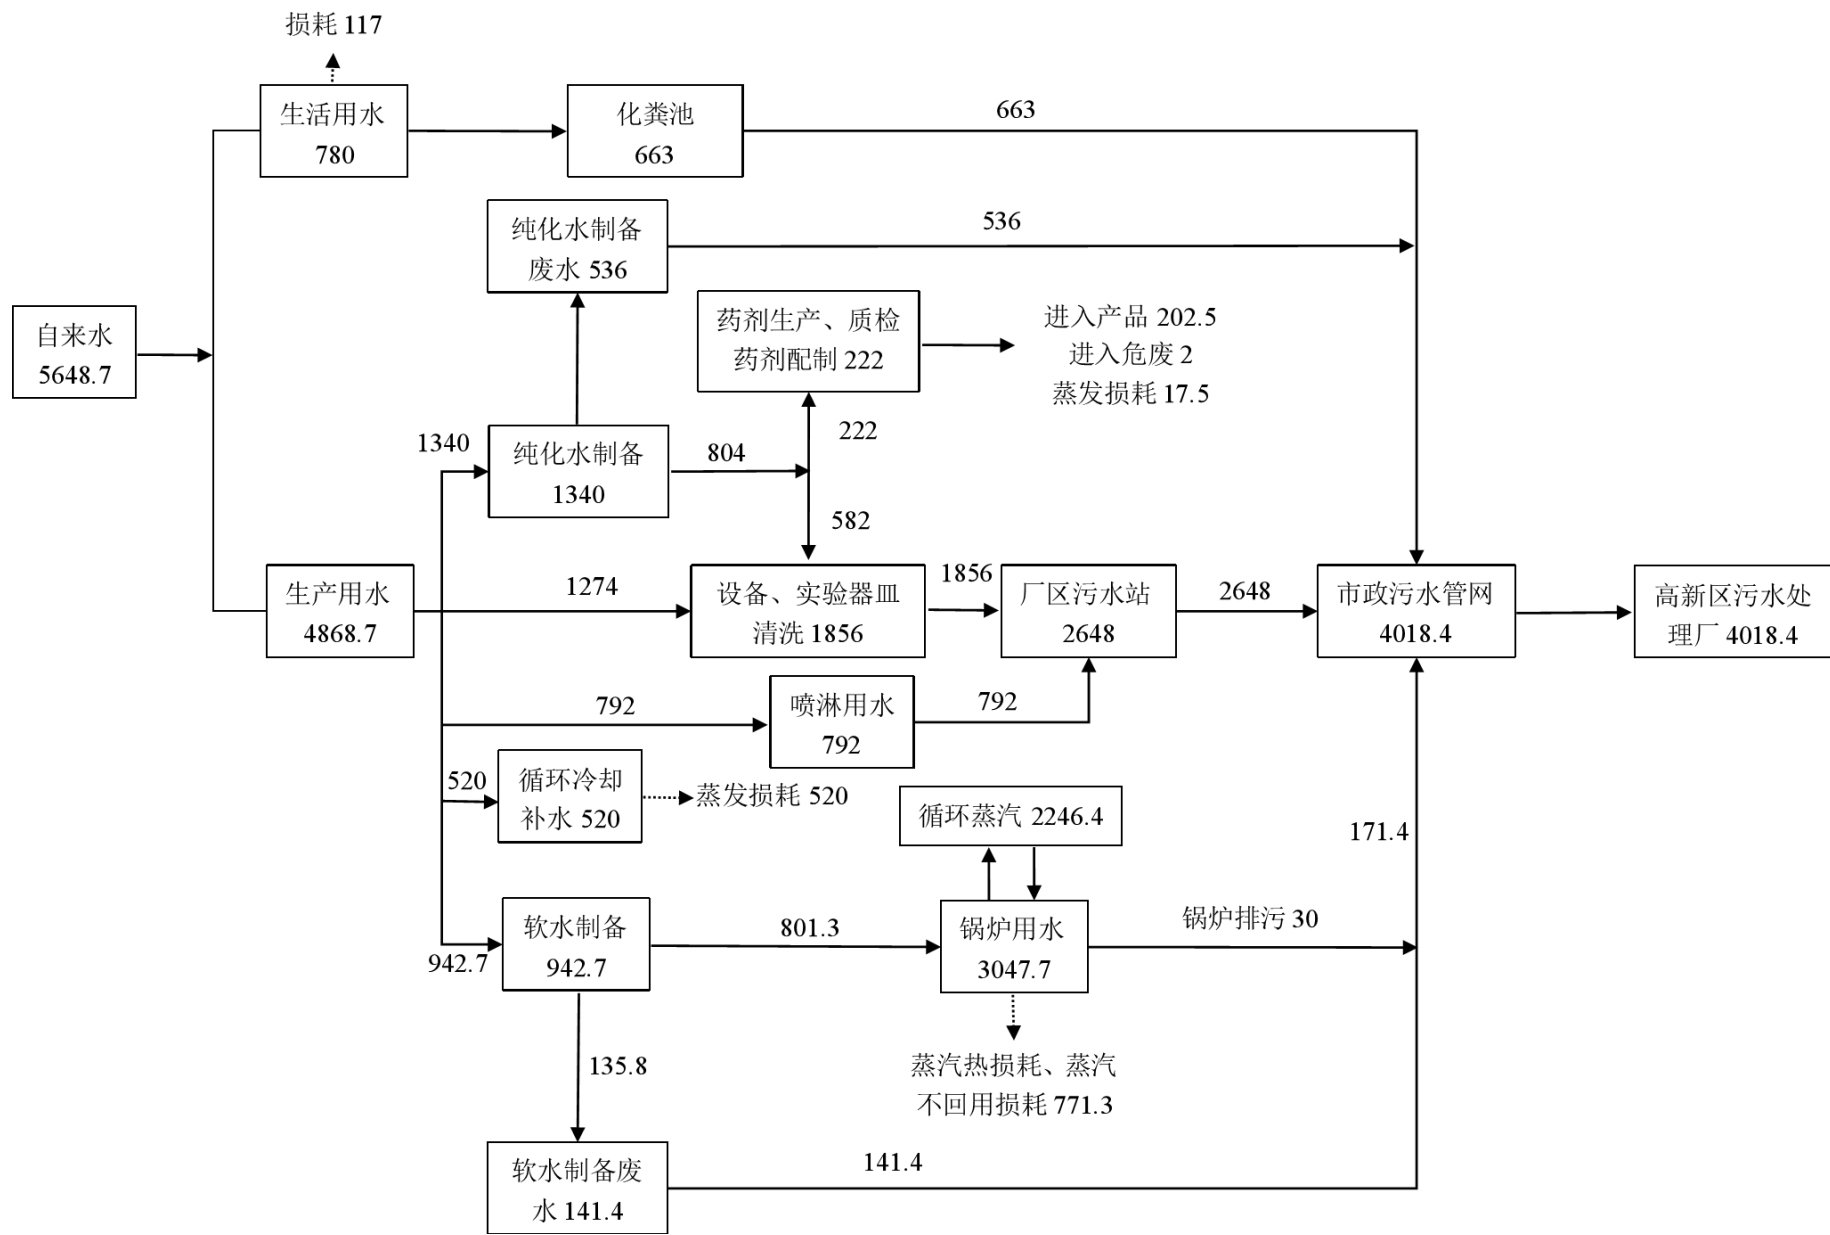 损耗 117
生活用水
780
化粪池
663
663
纯化水制备
废水 536
536
自来水
5648.7
药剂生产、质检
药剂配制 222
进入产品 202.5
进入危废 2
蒸发损耗 17.5
222
1340
纯化水制备
1340
804
582
生产用水
4868.7
1274
设备、实验器皿
清洗 1856
1856
厂区污水站
2648
2648
市政污水管网
4018.4
高新区污水处
理厂 4018.4
792
喷淋用水
792
792
520
循环冷却
补水 520
蒸发损耗 520
循环蒸汽 2246.4
171.4
942.7
软水制备
942.7
801.3
锅炉用水
3047.7
锅炉排污 30
135.8
蒸汽热损耗、蒸汽
不回用损耗 771.3
软水制备废
水 141.4
141.4